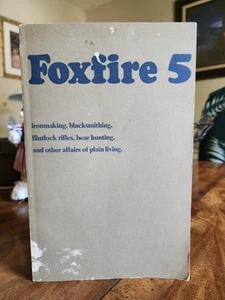 Foxfire 5
ironmaking, blacksmithing,
flintlock rifles, bear hunting,
and other affairs of plain living.